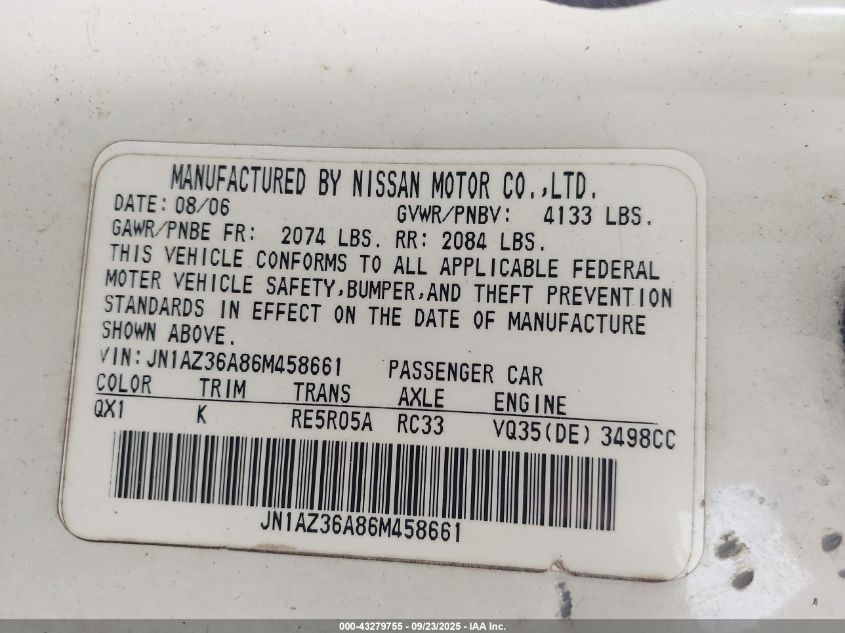 MANUFACTURED BY NISSAN MOTOR CO.,LTD.
DATE: 08/06 GVWR/PNBV: 4133 LBS.
GAWR/PNBE FR: 2074 LBS. RR: 2084 LBS.
THIS VEHICLE CONFORMS TO ALL APPLICABLE FEDERAL
MOTER VEHICLE SAFETY,BUMPER,AND THEFT PREVENTION
STANDARDS IN EFFECT ON THE DATE OF MANUFACTURE
SHOWN ABOVE.
VIN: JN1AZ36A86M458661 PASSENGER CAR
COLOR TRIM TRANS AXLE ENGINE
QX1 K RE5R05A RC33 VQ35(DE) 3498CC
JN1AZ36A86M458661
000-43279755 - 09/23/2025 - IAA Inc.